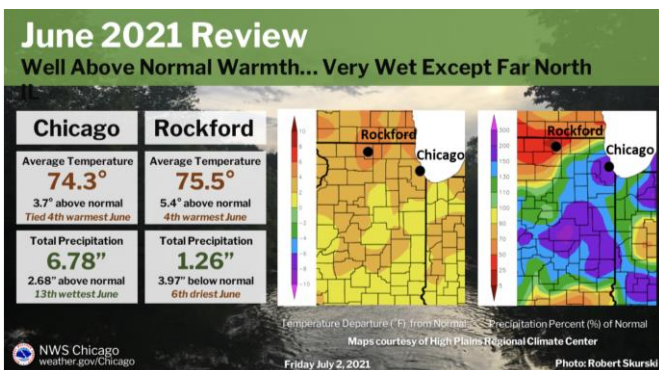 June 2021 Review
Well Above Normal Warmth... Very Wet Except Far North
IL
Chicago
Average Temperature
74.3°
3.7° above normal
Tied 4th warmest June
Total Precipitation
6.78”
2.68” above normal
13th wettest June
Rockford
Average Temperature
75.5°
5.4° above normal
4th warmest June
Total Precipitation
1.26”
3.97” below normal
6th driest June
Rockford
Chicago
Rockford
Chicago
Temperature Departure (°F) from Normal
Precipitation Percent (%) of Normal
Maps courtesy of High Plains Regional Climate Center
NWS Chicago
weather.gov/Chicago
Friday July 2, 2021
Photo: Robert Skurski